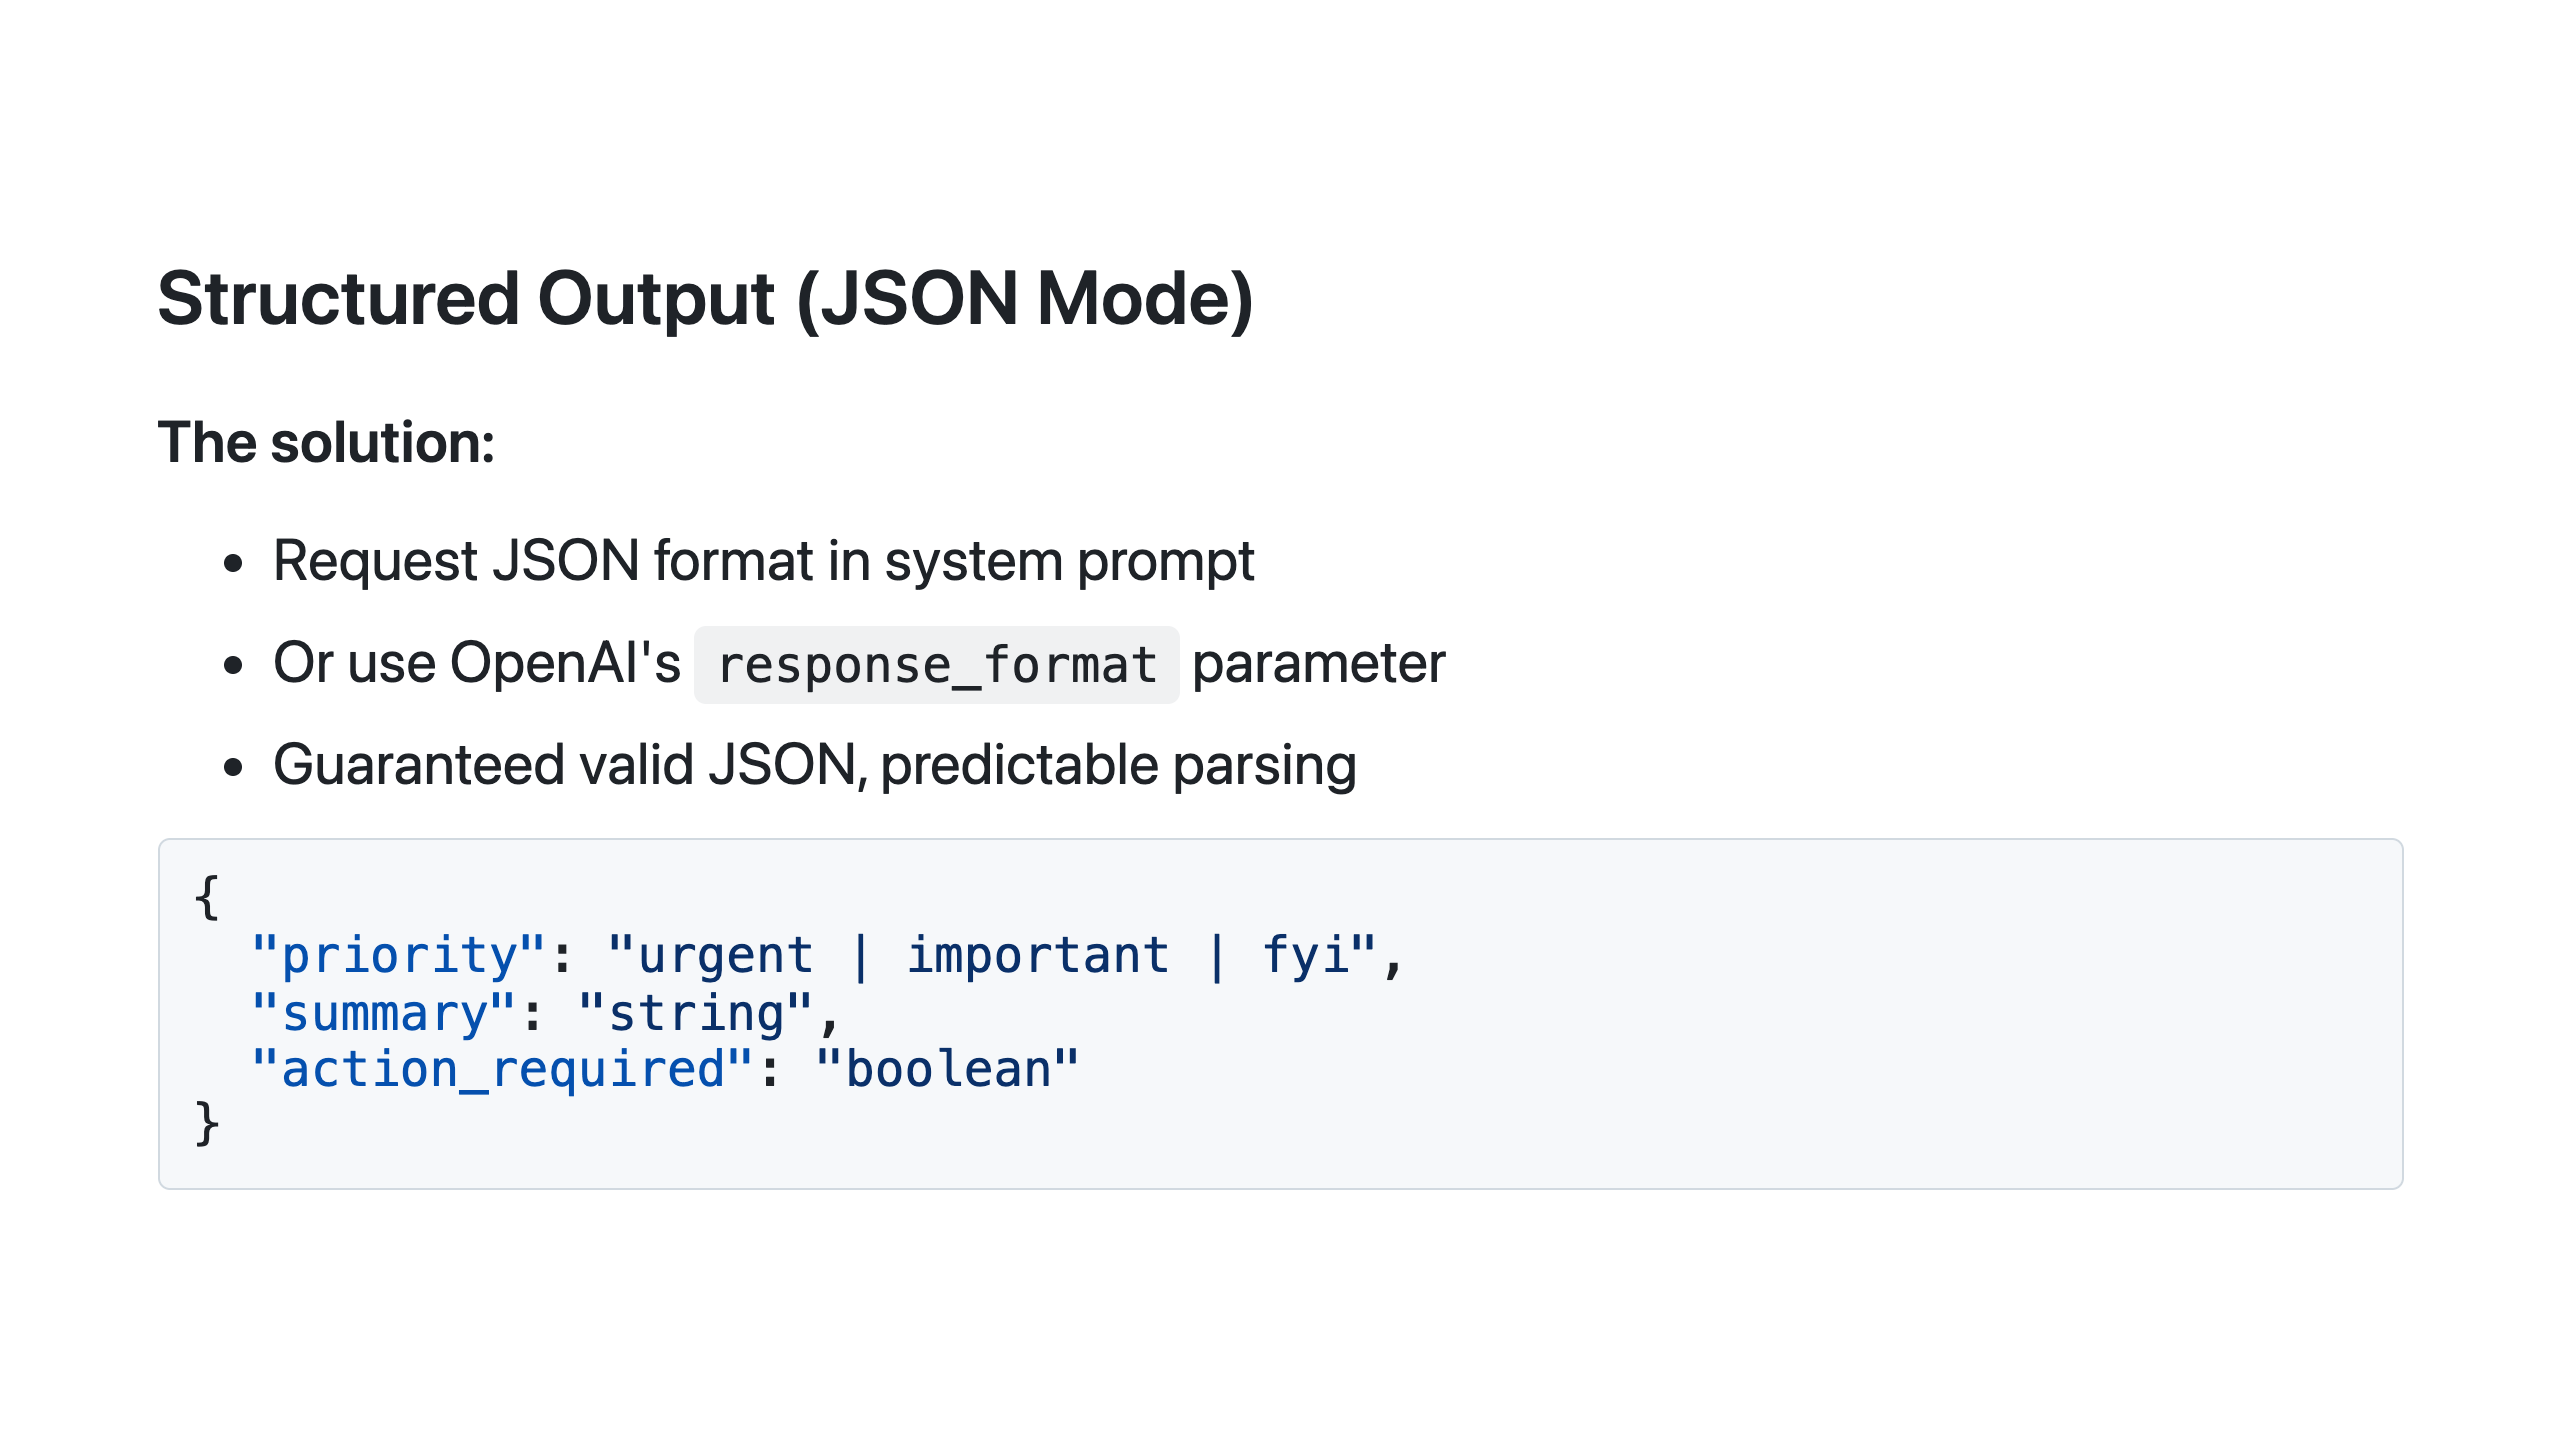 Structured Output (JSON Mode)
The solution:
• Request JSON format in system prompt
• Or use OpenAI's response_format parameter
• Guaranteed valid JSON, predictable parsing
{
  "priority": "urgent | important | fyi",
  "summary": "string",
  "action_required": "boolean"
}